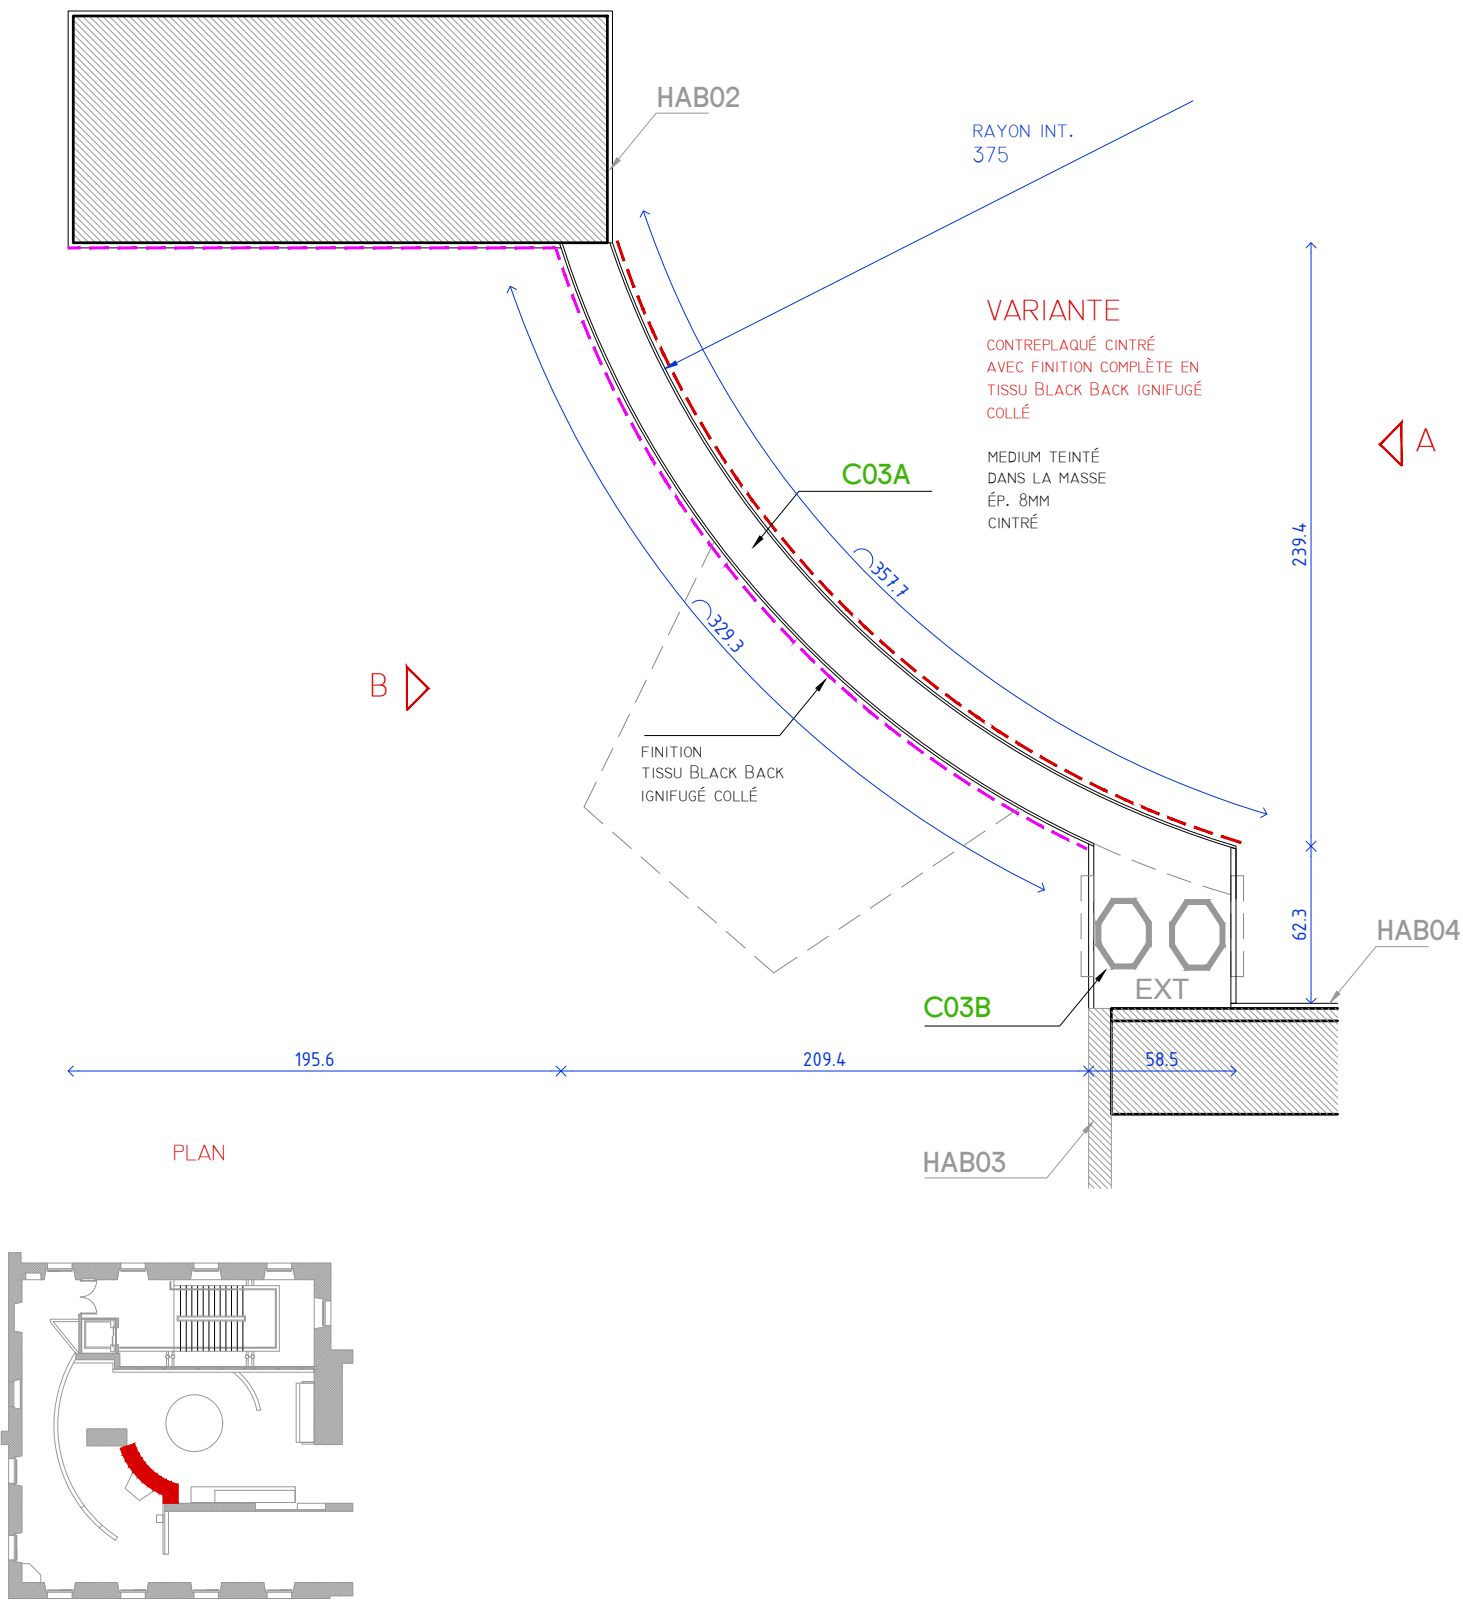 HAB02
RAYON INT.
375
VARIANTE
CONTREPLAQUÉ CINTRÉ
AVEC FINITION COMPLÈTE EN
TISSU BLACK BACK IGNIFUGÉ
COLLÉ
A
MEDIUM TEINTÉ
DANS LA MASSE
ÉP. 8MM
CINTRÉ
C03A
239.4
357.7
329.3
B
FINITION
TISSU BLACK BACK
IGNIFUGÉ COLLÉ
62.3
HAB04
EXT
C03B
195.6
209.4
58.5
PLAN
HAB03